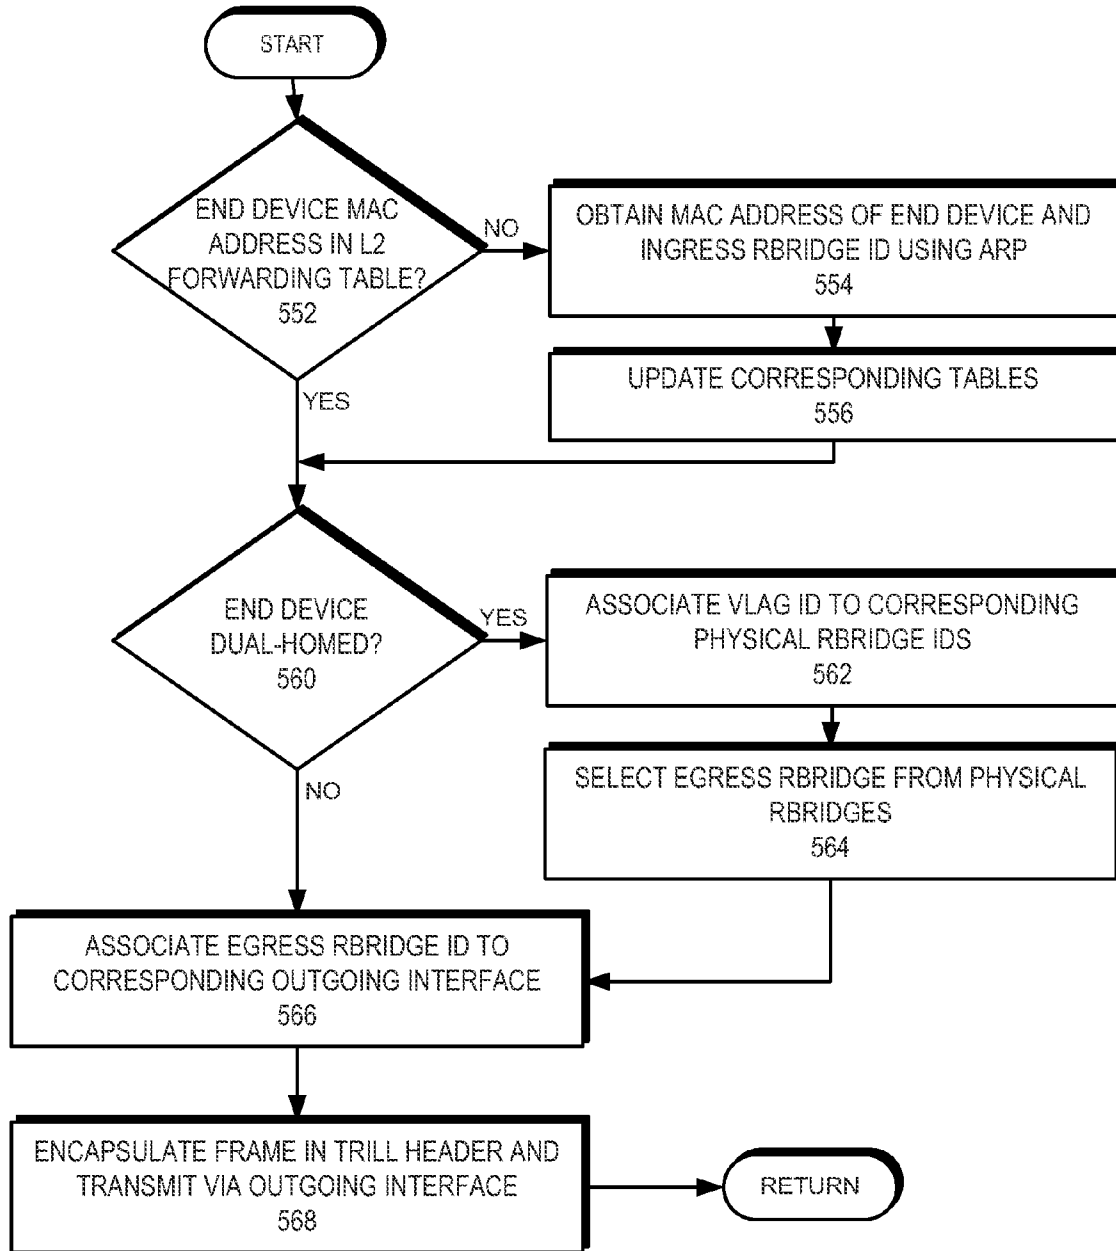 START
END DEVICE MAC
ADDRESS IN L2
FORWARDING TABLE?
552
NO
OBTAIN MAC ADDRESS OF END DEVICE AND
INGRESS RBRIDGE ID USING ARP
554
UPDATE CORRESPONDING TABLES
556
YES
END DEVICE
DUAL-HOMED?
560
YES
ASSOCIATE VLAG ID TO CORRESPONDING
PHYSICAL RBRIDGE IDS
562
SELECT EGRESS RBRIDGE FROM PHYSICAL
RBRIDGES
564
NO
ASSOCIATE EGRESS RBRIDGE ID TO
CORRESPONDING OUTGOING INTERFACE
566
ENCAPSULATE FRAME IN TRILL HEADER AND
TRANSMIT VIA OUTGOING INTERFACE
568
RETURN